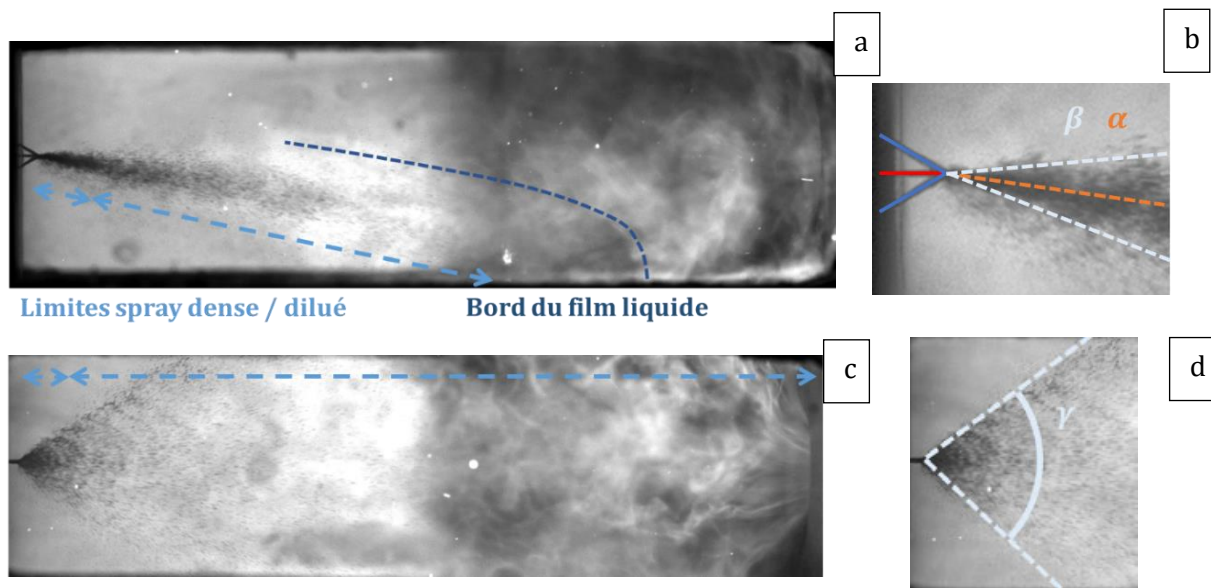 a
b
β α
Limites spray dense / dilué
Bord du film liquide
c
d
γ